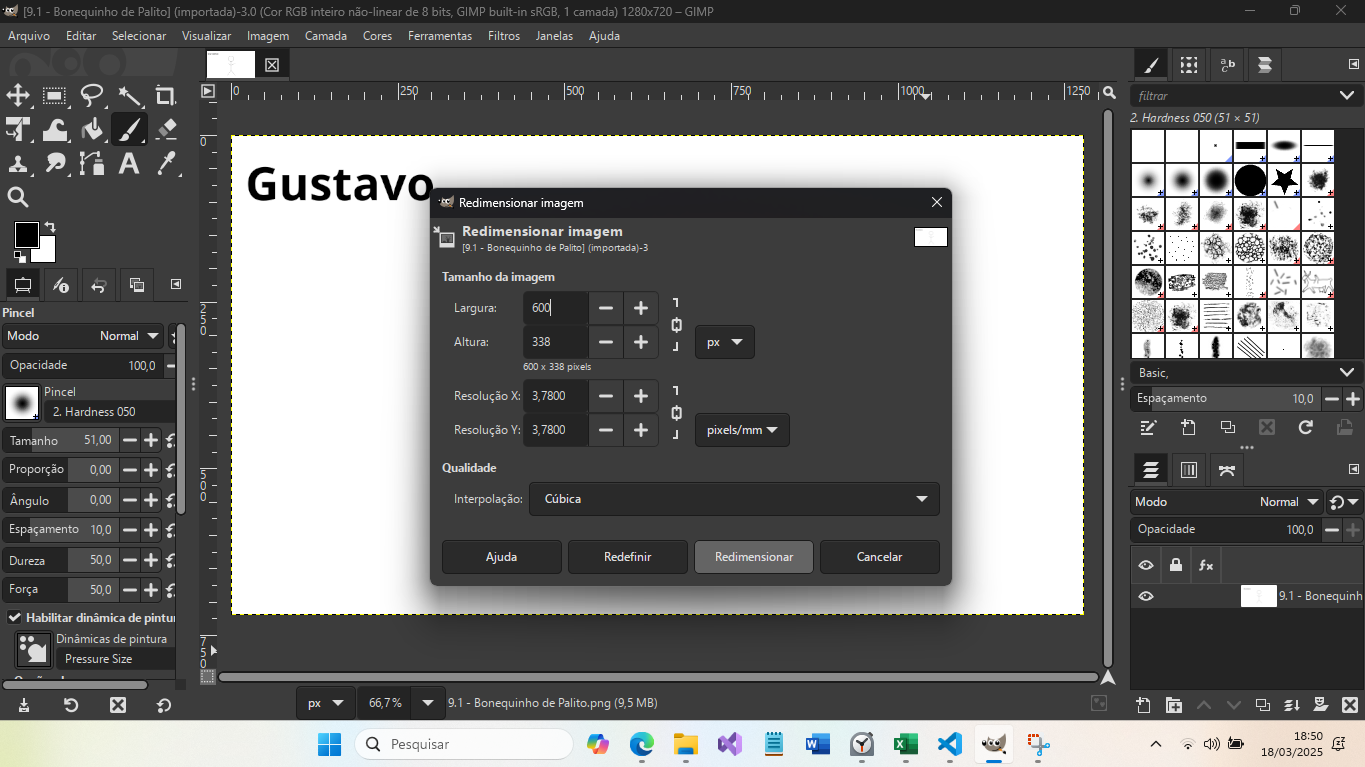 [9.1 - Bonequinho de Palito] (importada)-3.0 (Cor RGB inteiro não-linear de 8 bits, GIMP built-in sRGB, 1 camada) 1280x720 – GIMP
Arquivo Editar Selecionar Visualizar Imagem Camada Cores Ferramentas Filtros Janelas Ajuda
0 250 500 750 1000 1250
0
250
500
750
Gustavo
Pincel
Modo Normal
Opacidade 100,0
Pincel
2. Hardness 050
Tamanho 51,00
Proporção 0,00
Ângulo 0,00
Espaçamento 10,0
Dureza 50,0
Força 50,0
Habilitar dinâmica de pintur
Dinâmicas de pintura
Pressure Size
Redimensionar imagem
Redimensionar imagem
[9.1 - Bonequinho de Palito] (importada)-3
Tamanho da imagem
Largura: 600
Altura: 338 px
600 x 338 pixels
Resolução X: 3,7800
Resolução Y: 3,7800 pixels/mm
Qualidade
Interpolação: Cúbica
Ajuda Redefinir Redimensionar Cancelar
filtrar
2. Hardness 050 (51 × 51)
Basic,
Espaçamento 10,0
Modo Normal
Opacidade 100,0
fx
9.1 - Bonequinh
px 66,7% 9.1 - Bonequinho de Palito.png (9,5 MB)
Pesquisar
18:50
18/03/2025